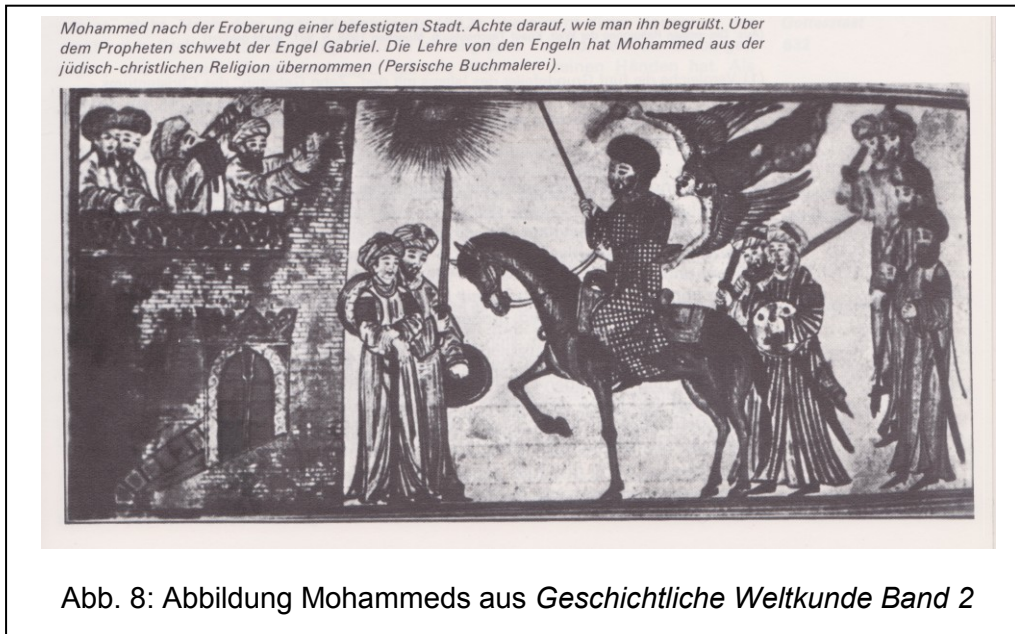 Mohammed nach der Eroberung einer befestigten Stadt. Achte darauf, wie man ihn begrüßt. Über
dem Propheten schwebt der Engel Gabriel. Die Lehre von den Engeln hat Mohammed aus der
jüdisch-christlichen Religion übernommen (Persische Buchmalerei).
Abb. 8: Abbildung Mohammeds aus Geschichtliche Weltkunde Band 2